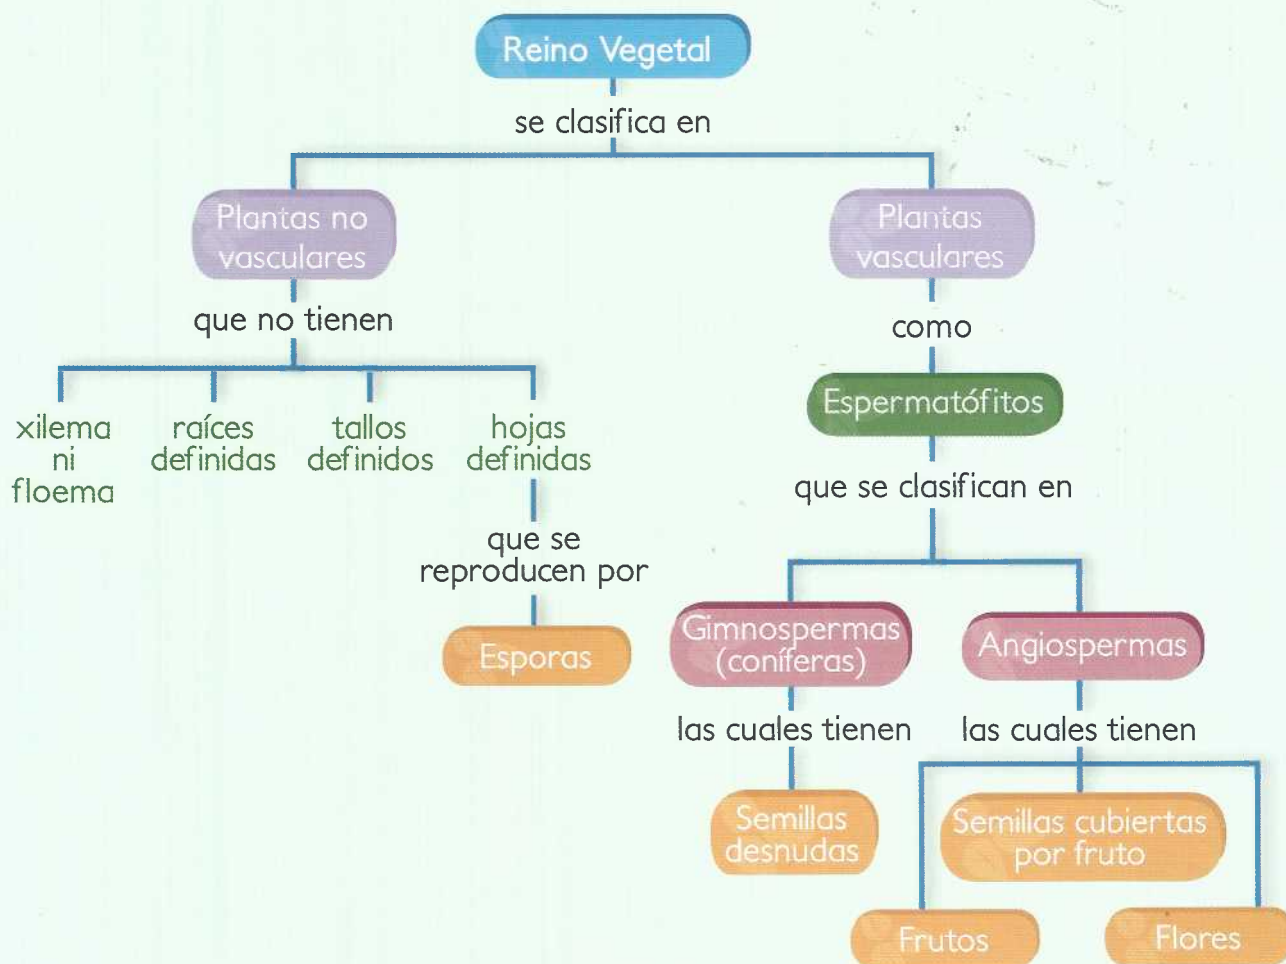 Reino Vegetal
se clasifica en
Plantas no
vasculares
que no tienen
xilema
ni
floema
raíces
definidas
tallos
definidos
hojas
definidas
que se
reproducen por
Esporas
Plantas
vasculares
como
Espermatófitos
que se clasifican en
Gimnospermas
(coníferas)
las cuales tienen
Semillas
desnudas
Angiospermas
las cuales tienen
Frutos
Semillas cubiertas
por fruto
Flores